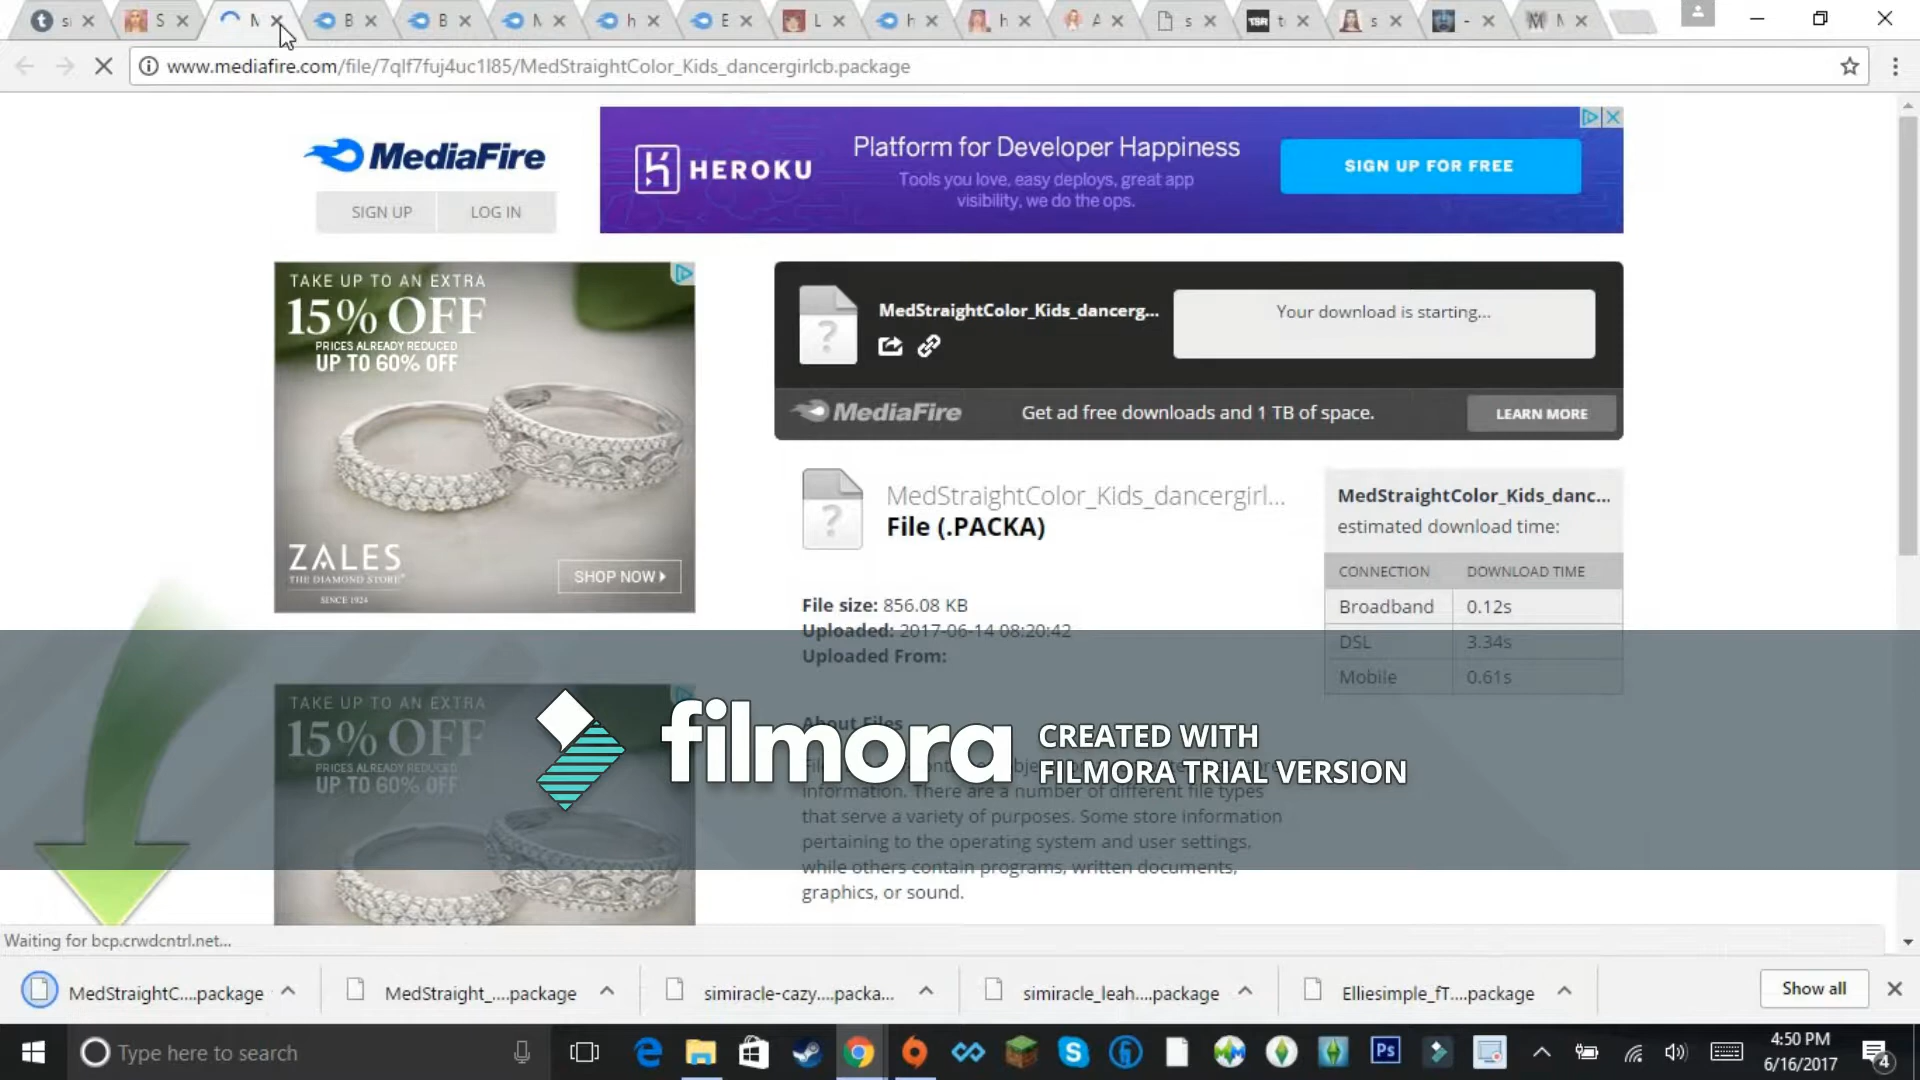 s
S
M
B
B
M
h
E
L
h
h
A
s
TSR t
s
-
M
www.mediafire.com/file/7qlf7fuj4uc1l85/MedStraightColor_Kids_dancergirlcb.package
MediaFire
SIGN UP
LOG IN
HEROKU
Platform for Developer Happiness
Tools you love, easy deploys, great app
visibility, we do the ops.
SIGN UP FOR FREE
TAKE UP TO AN EXTRA
15% OFF
PRICES ALREADY REDUCED
UP TO 60% OFF
ZALES
THE DIAMOND STORE
SINCE 1924
SHOP NOW
MedStraightColor_Kids_dancerg...
Your download is starting...
MediaFire
Get ad free downloads and 1 TB of space.
LEARN MORE
MedStraightColor_Kids_dancergirl...
File (.PACKA)
File size: 856.08 KB
Uploaded: 2017-06-14 08:20:42
Uploaded From:
MedStraightColor_Kids_danc...
estimated download time:
CONNECTION DOWNLOAD TIME
Broadband 0.12s
DSL 3.34s
Mobile 0.61s
TAKE UP TO AN EXTRA
15% OFF
PRICES ALREADY REDUCED
UP TO 60% OFF
About Files
filmora
CREATED WITH
FILMORA TRIAL VERSION
information. There are a number of different file types
that serve a variety of purposes. Some store information
pertaining to the operating system and user settings,
while others contain programs, written documents,
graphics, or sound.
Waiting for bcp.crwdcntrl.net...
MedStraightC....package
MedStraight_....package
simiracle-cazy....packa...
simiracle_leah....package
Elliesimple_fT....package
Show all
Type here to search
Ps
4:50 PM
6/16/2017
4